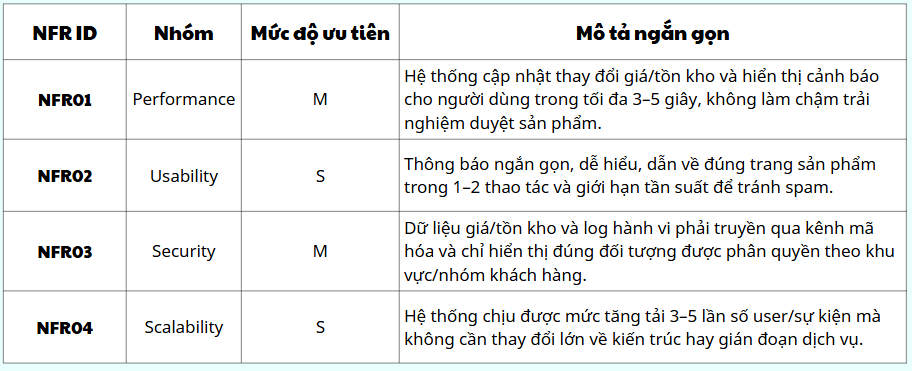 NFR ID Nhóm Mức độ ưu tiên Mô tả ngắn gọn
NFR01 Performance M
Hệ thống cập nhật thay đổi giá/tồn kho và hiển thị cảnh báo
cho người dùng trong tối đa 3–5 giây, không làm chậm trải
nghiệm duyệt sản phẩm.
NFR02 Usability S
Thông báo ngắn gọn, dễ hiểu, dẫn về đúng trang sản phẩm
trong 1–2 thao tác và giới hạn tần suất để tránh spam.
NFR03 Security M
Dữ liệu giá/tồn kho và log hành vi phải truyền qua kênh mã
hóa và chỉ hiển thị đúng đối tượng được phân quyền theo khu
vực/nhóm khách hàng.
NFR04 Scalability S
Hệ thống chịu được mức tăng tải 3–5 lần số user/sự kiện mà
không cần thay đổi lớn về kiến trúc hay gián đoạn dịch vụ.